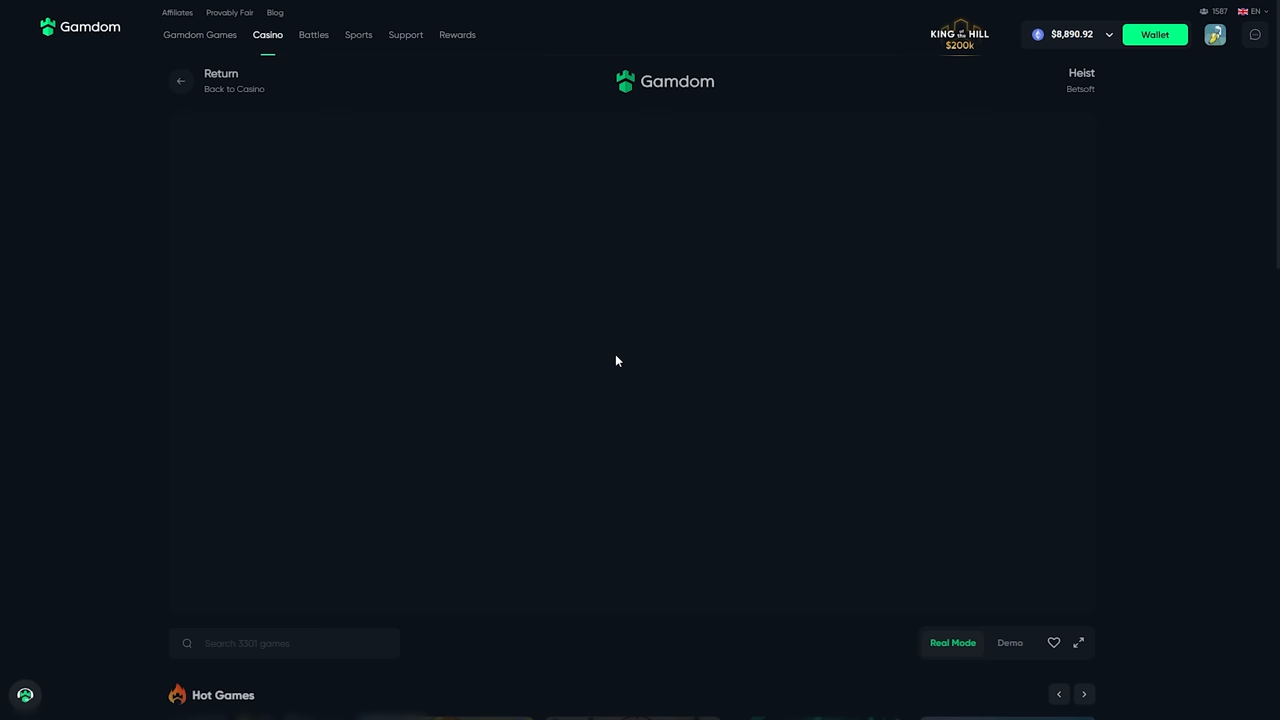 Affiliates Provably Fair Blog
1587 EN
Gamdom
Gamdom Games Casino Battles Sports Support Rewards
KING of the HILL
$200k
$8,890.92
Wallet
Return
Back to Casino
Gamdom
Heist
Betsoft
Search 3301 games
Real Mode Demo
Hot Games